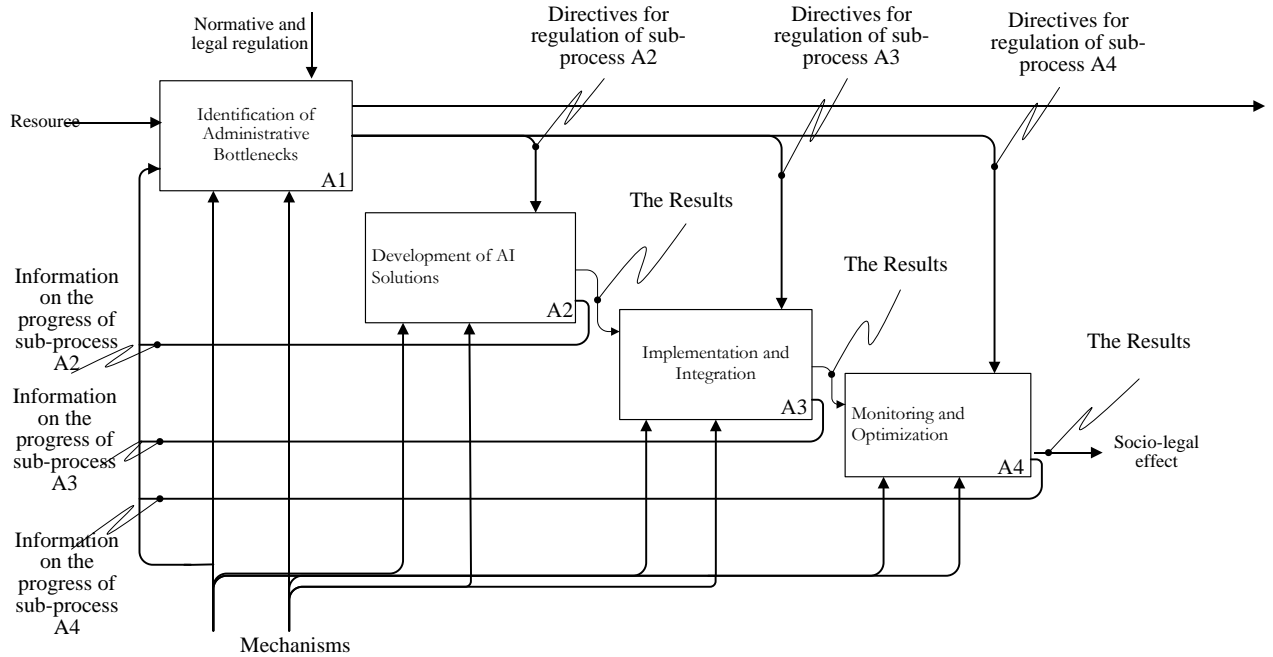 Normative and
legal regulation
Directives for
regulation of sub-
process A2
Directives for
regulation of sub-
process A3
Directives for
regulation of sub-
process A4
Resource
Identification of
Administrative
Bottlenecks
A1
The Results
Development of AI
Solutions
A2
The Results
Information
on the
progress of
sub-process
A2
Implementation and
Integration
A3
The Results
Information
on the
progress of
sub-process
A3
Monitoring and
Optimization
A4
Socio-legal
effect
Information
on the
progress of
sub-process
A4
Mechanisms